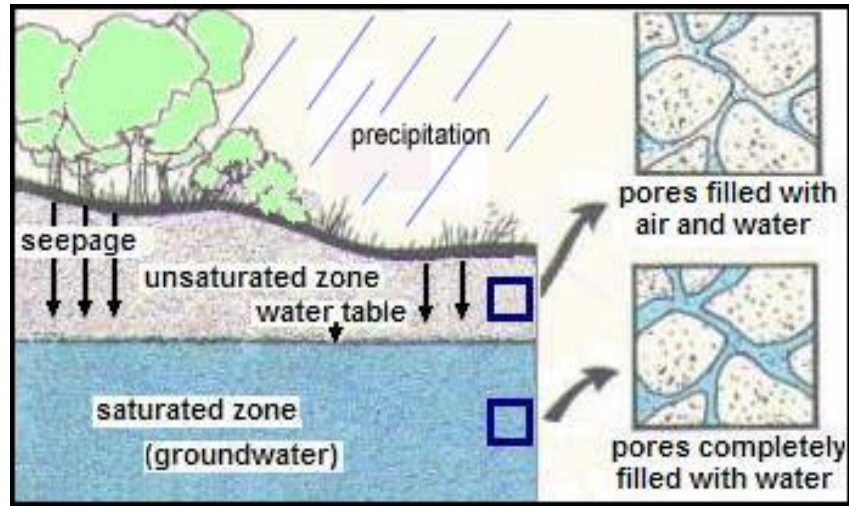 precipitation
pores filled with
air and water
seepage
unsaturated zone
water table
saturated zone
(groundwater)
pores completely
filled with water